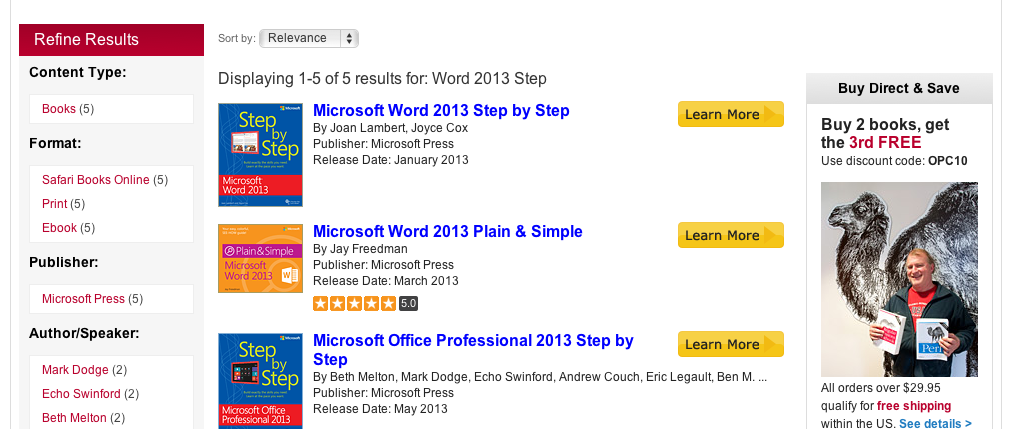 Refine Results
Content Type:
Books (5)
Format:
Safari Books Online (5)
Print (5)
Ebook (5)
Publisher:
Microsoft Press (5)
Author/Speaker:
Mark Dodge (2)
Echo Swinford (2)
Beth Melton (2)
Sort by: Relevance
Displaying 1-5 of 5 results for: Word 2013 Step
Step
by
Step
Microsoft
Word 2013
Microsoft Word 2013 Step by Step
By Joan Lambert, Joyce Cox
Publisher: Microsoft Press
Release Date: January 2013
Learn More
Plain & Simple
Microsoft
Word 2013
Microsoft Word 2013 Plain & Simple
By Jay Freedman
Publisher: Microsoft Press
Release Date: March 2013
5.0
Learn More
Step
by
Step
Microsoft Office
Professional 2013
Microsoft Office Professional 2013 Step by
Step
By Beth Melton, Mark Dodge, Echo Swinford, Andrew Couch, Eric Legault, Ben M. ...
Publisher: Microsoft Press
Release Date: May 2013
Learn More
Buy Direct & Save
Buy 2 books, get
the 3rd FREE
Use discount code: OPC10
Perl
All orders over $29.95
qualify for free shipping
within the US. See details >